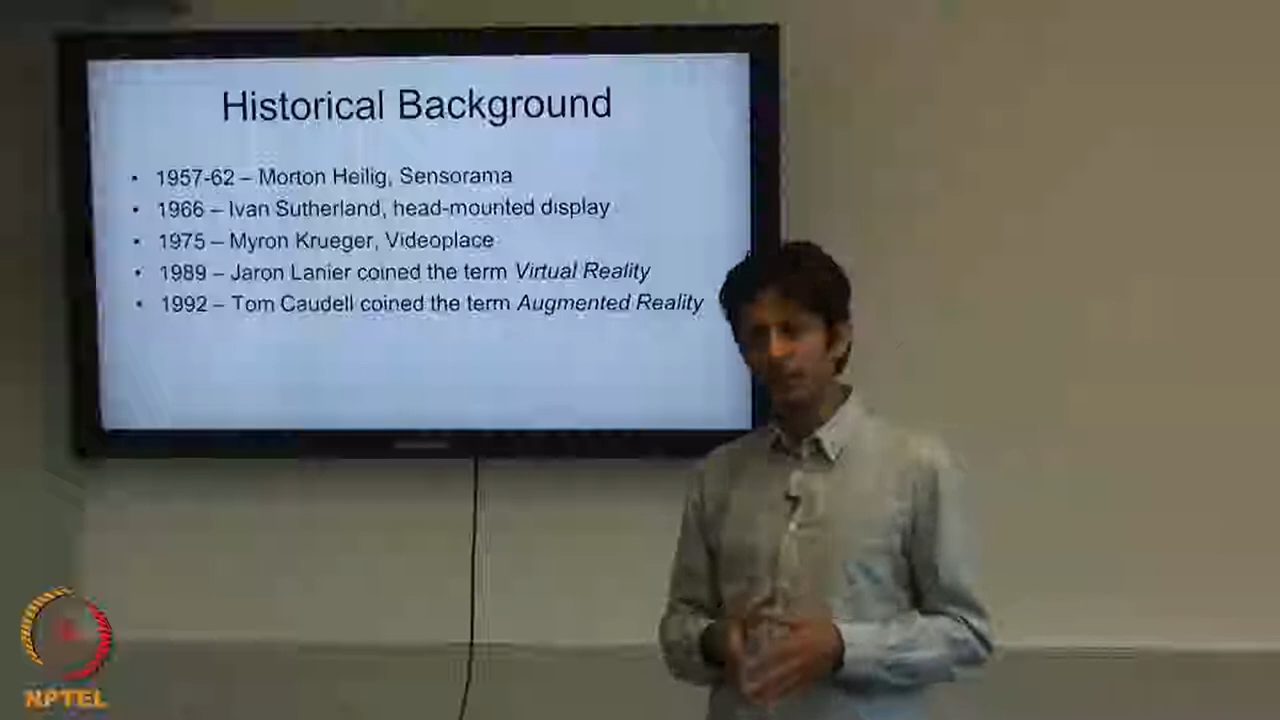 Historical Background
• 1957-62 – Morton Heilig, Sensorama
• 1966 – Ivan Sutherland, head-mounted display
• 1975 – Myron Krueger, Videoplace
• 1989 – Jaron Lanier coined the term Virtual Reality
• 1992 – Tom Caudell coined the term Augmented Reality
NPTEL